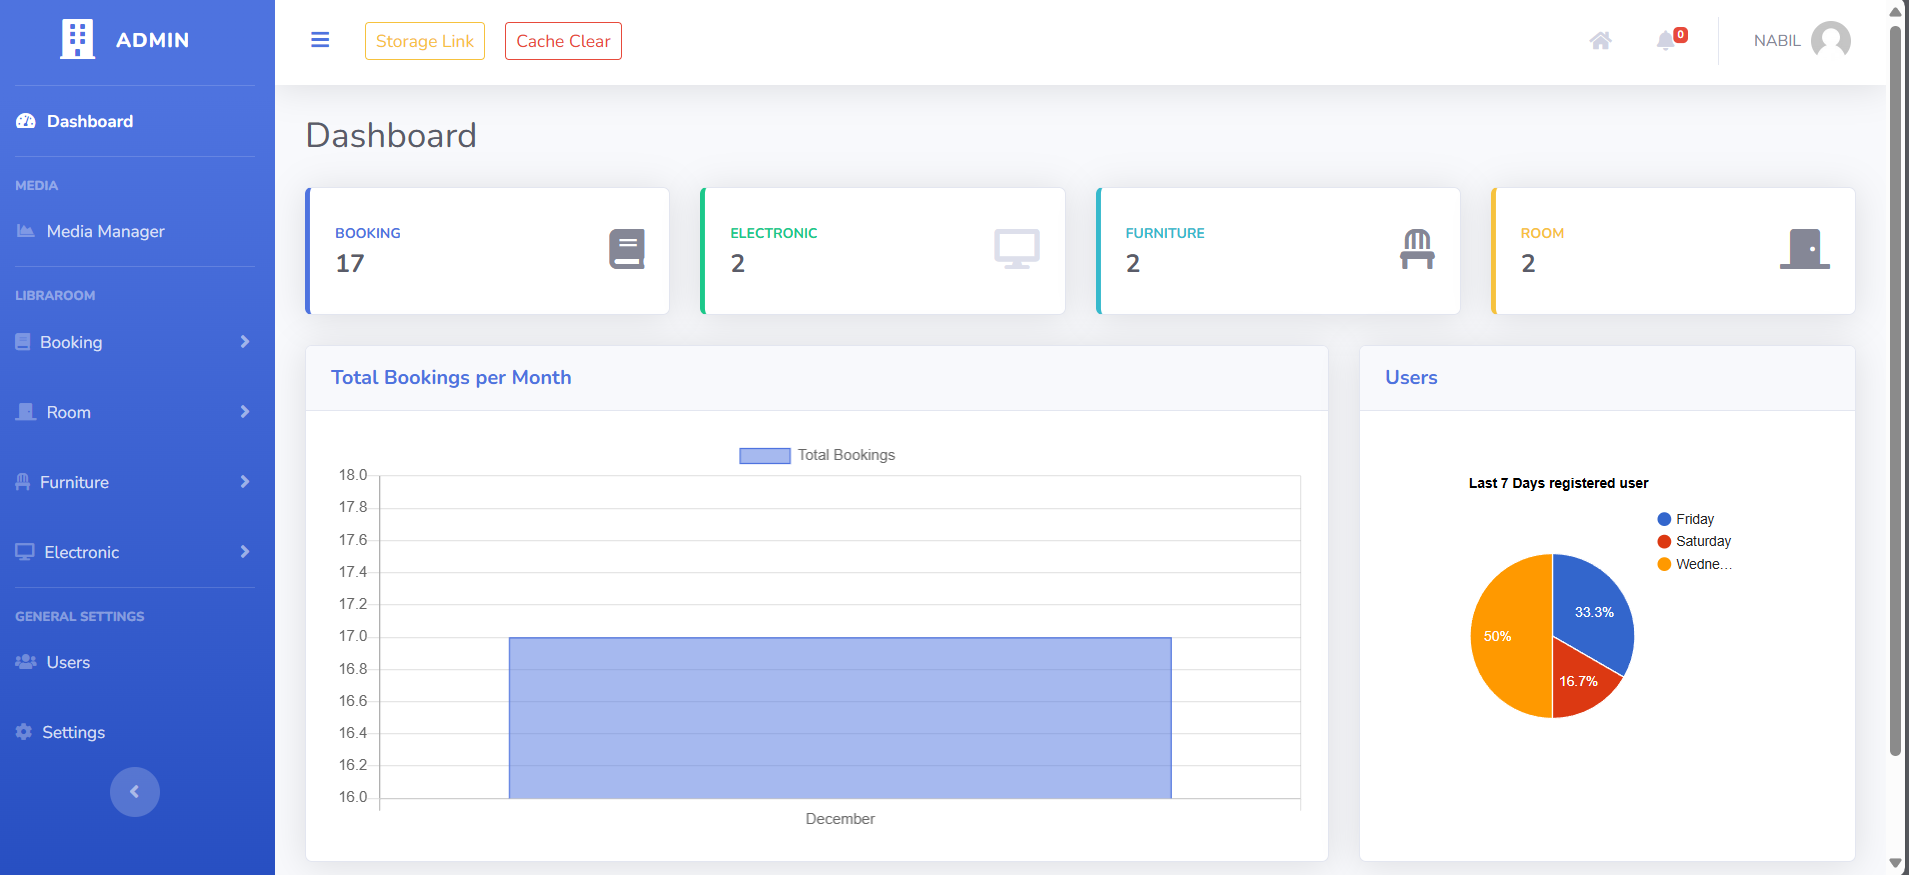 ADMIN
Storage Link
Cache Clear
0
NABIL
Dashboard
MEDIA
Media Manager
LIBRAROOM
Booking
Room
Furniture
Electronic
GENERAL SETTINGS
Users
Settings
Dashboard
BOOKING
17
ELECTRONIC
2
FURNITURE
2
ROOM
2
Total Bookings per Month
Total Bookings
18.0
17.8
17.6
17.4
17.2
17.0
16.8
16.6
16.4
16.2
16.0
December
Users
Last 7 Days registered user
Friday
Saturday
Wedne...
33.3%
50%
16.7%